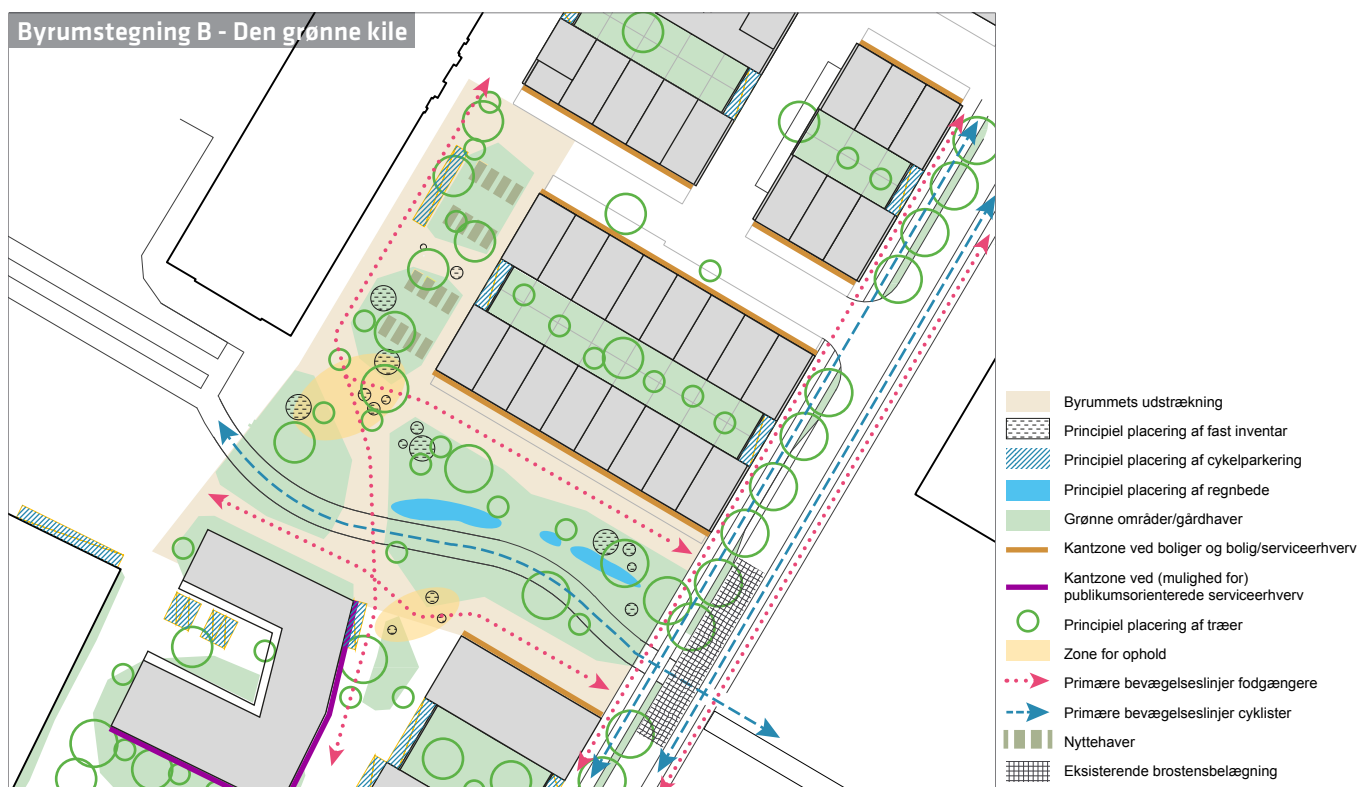 Byrumstegning B - Den grønne kile
Byrummets udstrækning
Principiel placering af fast inventar
Principiel placering af cykelparkering
Principiel placering af regnbede
Grønne områder/gårdhaver
Kantzone ved boliger og bolig/serviceerhverv
Kantzone ved (mulighed for)
publikumsorienterede serviceerhverv
Principiel placering af træer
Zone for ophold
Primære bevægelseslinjer fodgængere
Primære bevægelseslinjer cyklister
Nyttehaver
Eksisterende brostensbelægning